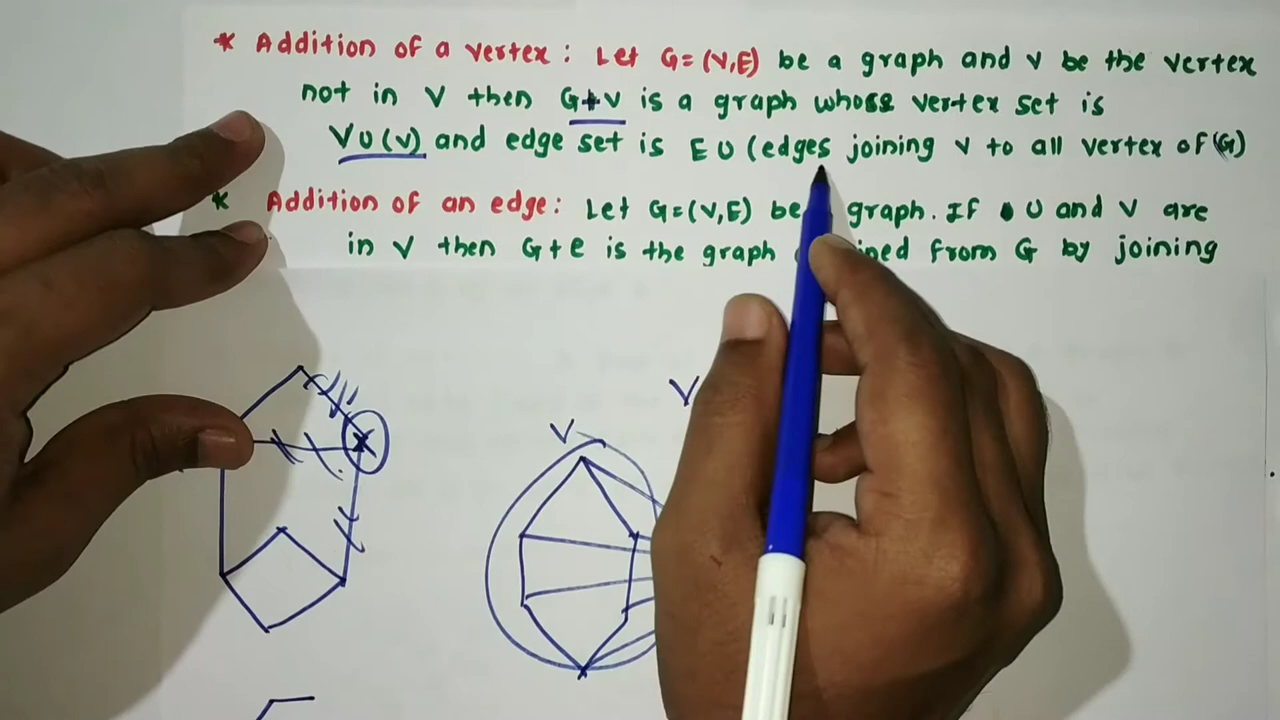 * Addition of a vertex: Let G=(V,E) be a graph and v be the vertex
not in V then G+v is a graph whose vertex set is
V∪(v) and edge set is E∪(edges joining v to all vertex of (G)
* Addition of an edge: Let G=(V,E) be graph. If U and V are
in V then G+e is the graph from G by joining
V
V